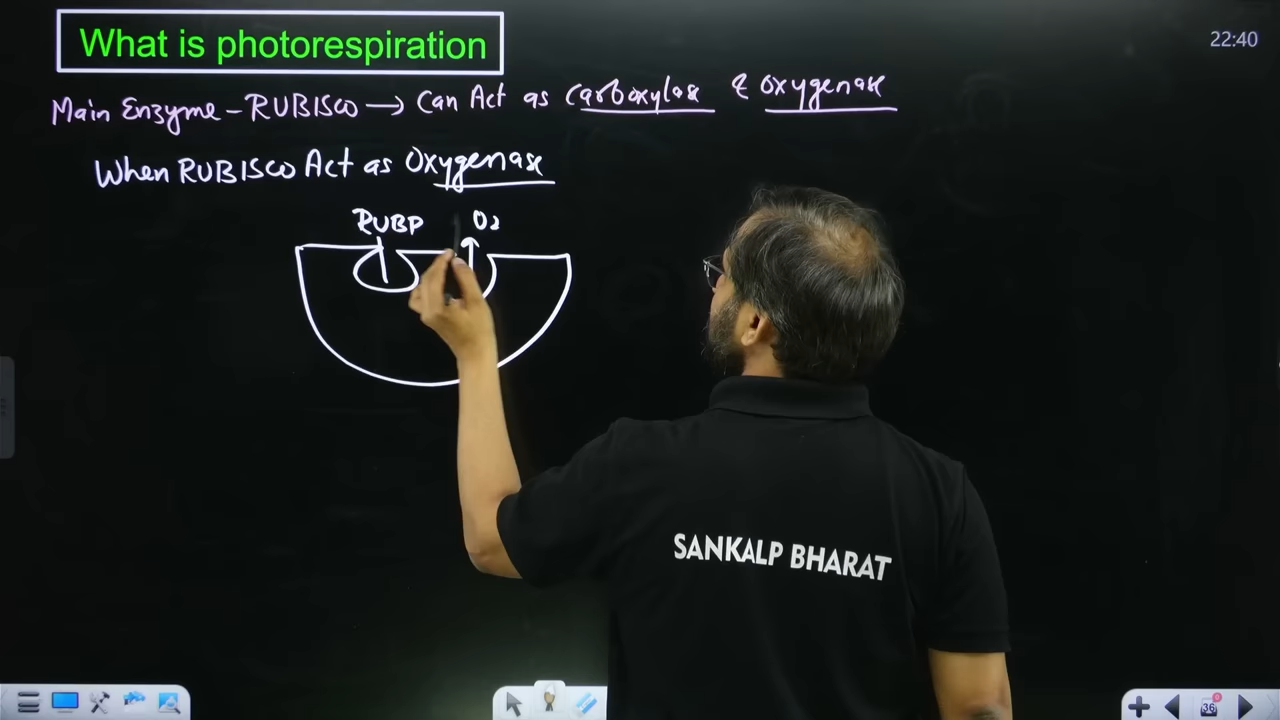 What is photorespiration
22:40
Main Enzyme - RUBISCO → Can Act as Carboxylase & Oxygenase
When RUBISCO Act as Oxygenase
RUBP O2
SANKALP BHARAT
36